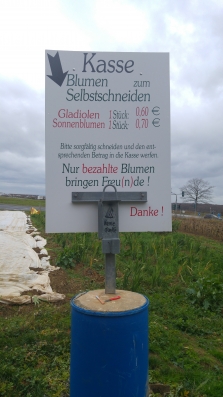 Kasse
Blumen zum
Selbstschneiden
Gladiolen 1 Stück: 0,60 €
Sonnenblumen 1 Stück: 0,70 €
Bitte sorgfältig schneiden und den ent-
sprechenden Betrag in die Kasse werfen.
Nur bezahlte Blumen
bringen Freu(n)de !
Danke !